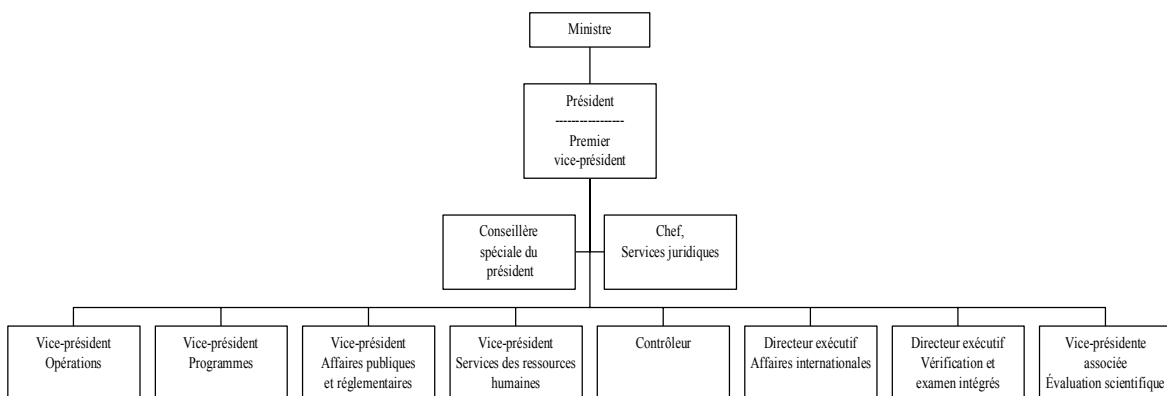 Ministre
Président
-----------------
Premier
vice-président
Conseillère
spéciale du
président
Chef,
Services juridiques
Vice-président
Opérations
Vice-président
Programmes
Vice-président
Affaires publiques
et réglementaires
Vice-président
Services des ressources
humaines
Contrôleur
Directeur exécutif
Affaires internationales
Directeur exécutif
Vérification et
examen intégrés
Vice-présidente
associée
Évaluation scientifique